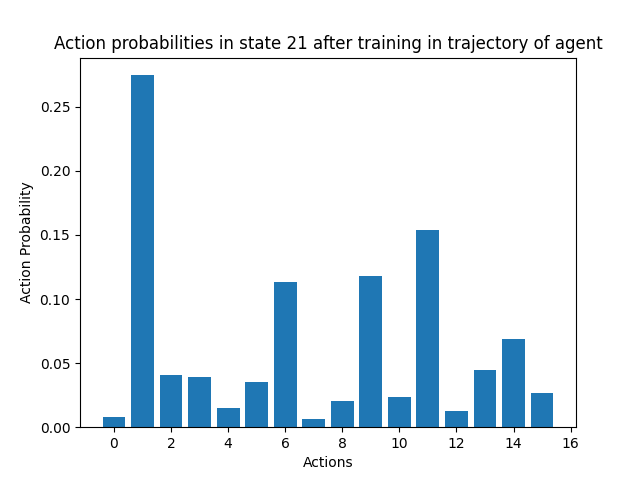 Action probabilities in state 21 after training in trajectory of agent
0.25
0.20
0.15
0.10
0.05
0.00
Action Probability
0 2 4 6 8 10 12 14 16
Actions